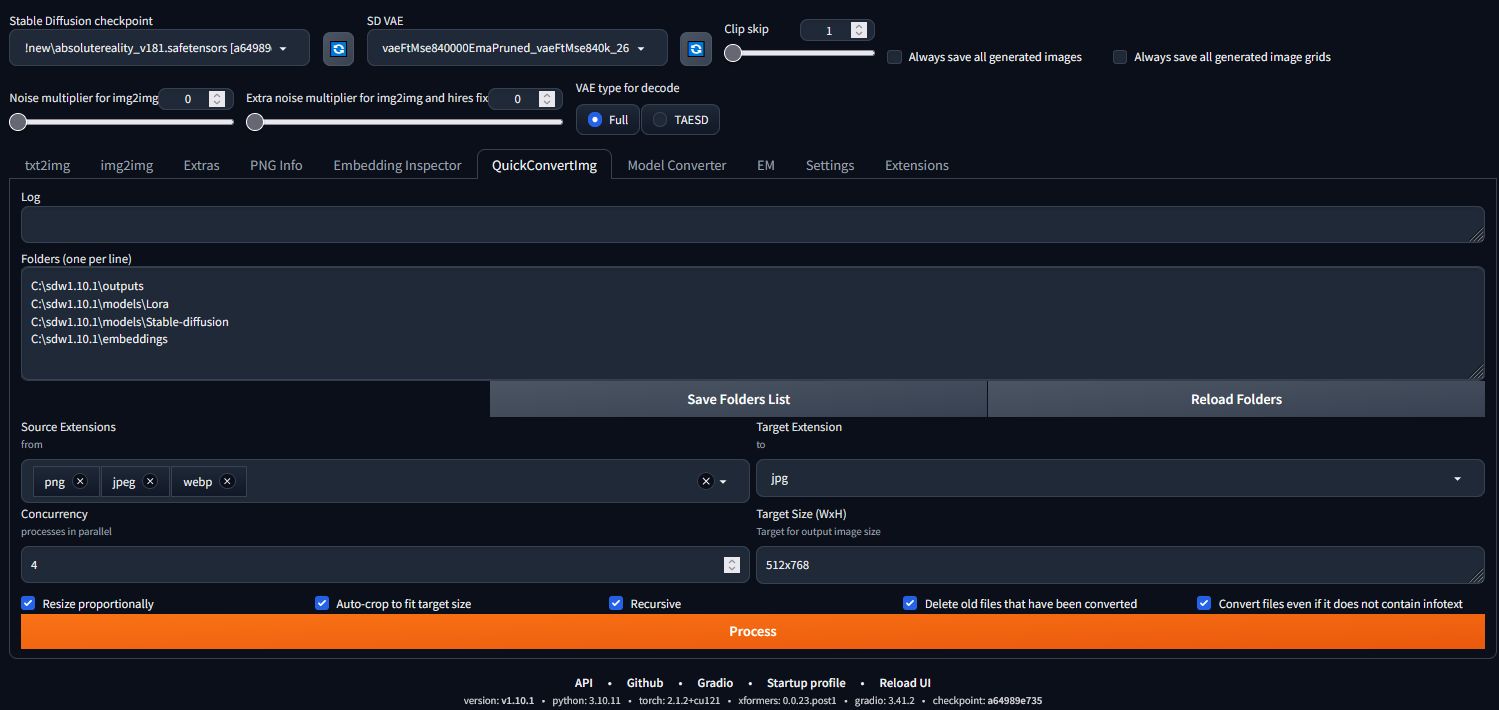 Stable Diffusion checkpoint
SD VAE
Clip skip
!new\absolutereality_v181.safetensors [a64989
vaeFtMse840000EmaPruned_vaeFtMse840k_26
1
Always save all generated images
Always save all generated image grids
Noise multiplier for img2img
0
Extra noise multiplier for img2img and hires fix
0
VAE type for decode
Full
TAESD
txt2img
img2img
Extras
PNG Info
Embedding Inspector
QuickConvertImg
Model Converter
EM
Settings
Extensions
Log
Folders (one per line)
C:\sdw1.10.1\outputs
C:\sdw1.10.1\models\Lora
C:\sdw1.10.1\models\Stable-diffusion
C:\sdw1.10.1\embeddings
Save Folders List
Reload Folders
Source Extensions
from
png
jpeg
webp
Target Extension
to
jpg
Concurrency
processes in parallel
4
Target Size (WxH)
Target for output image size
512x768
Resize proportionally
Auto-crop to fit target size
Recursive
Delete old files that have been converted
Convert files even if it does not contain infotext
Process
API • Github • Gradio • Startup profile • Reload UI
version: v1.10.1 • python: 3.10.11 • torch: 2.1.2+cu121 • xformers: 0.0.23.post1 • gradio: 3.41.2 • checkpoint: a64989e735